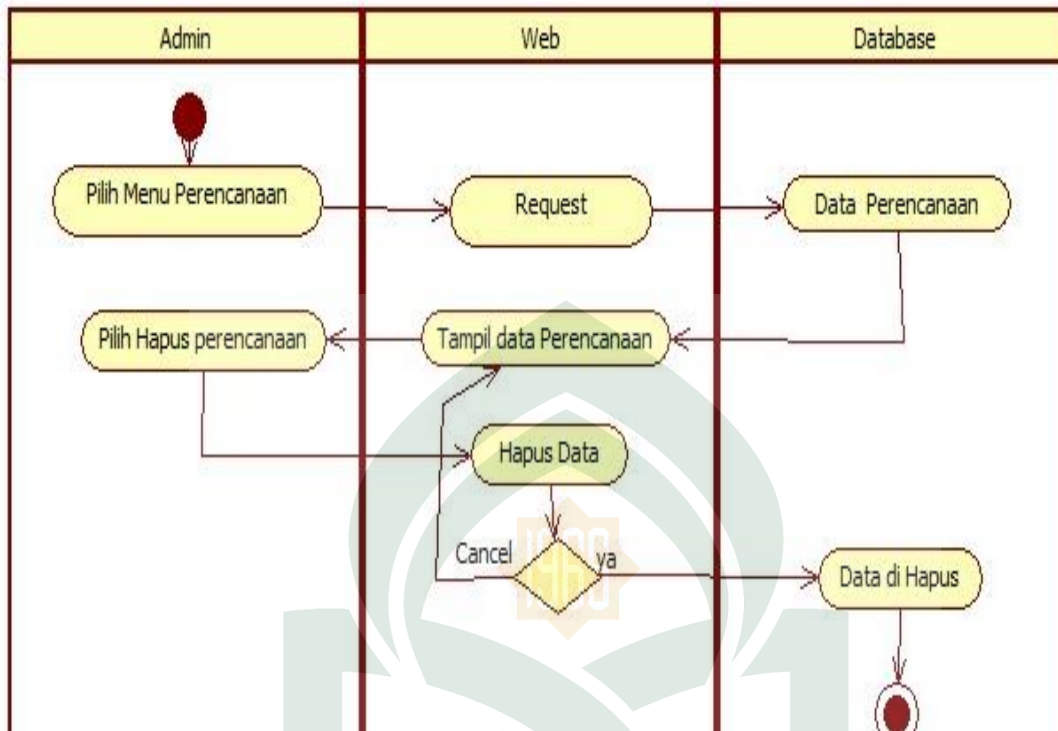 Admin
Web
Database
Pilih Menu Perencanaan
Request
Data Perencanaan
Pilih Hapus perencanaan
Tampil data Perencanaan
Hapus Data
Cancel
ya
Data di Hapus